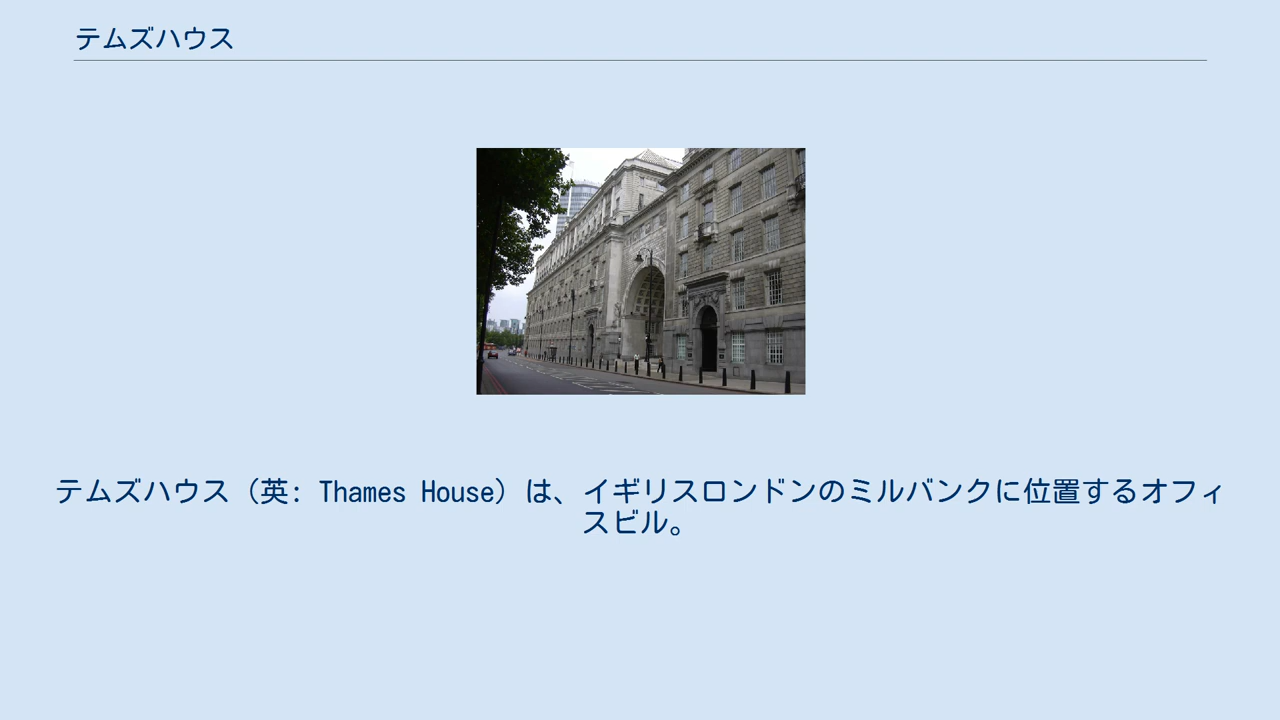 テムズハウス
テムズハウス（英: Thames House）は、イギリスロンドンのミルバンクに位置するオフィ
スビル。